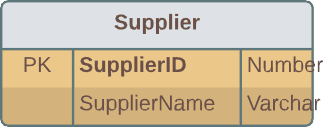 Supplier
PK SupplierID Number
SupplierName Varchar